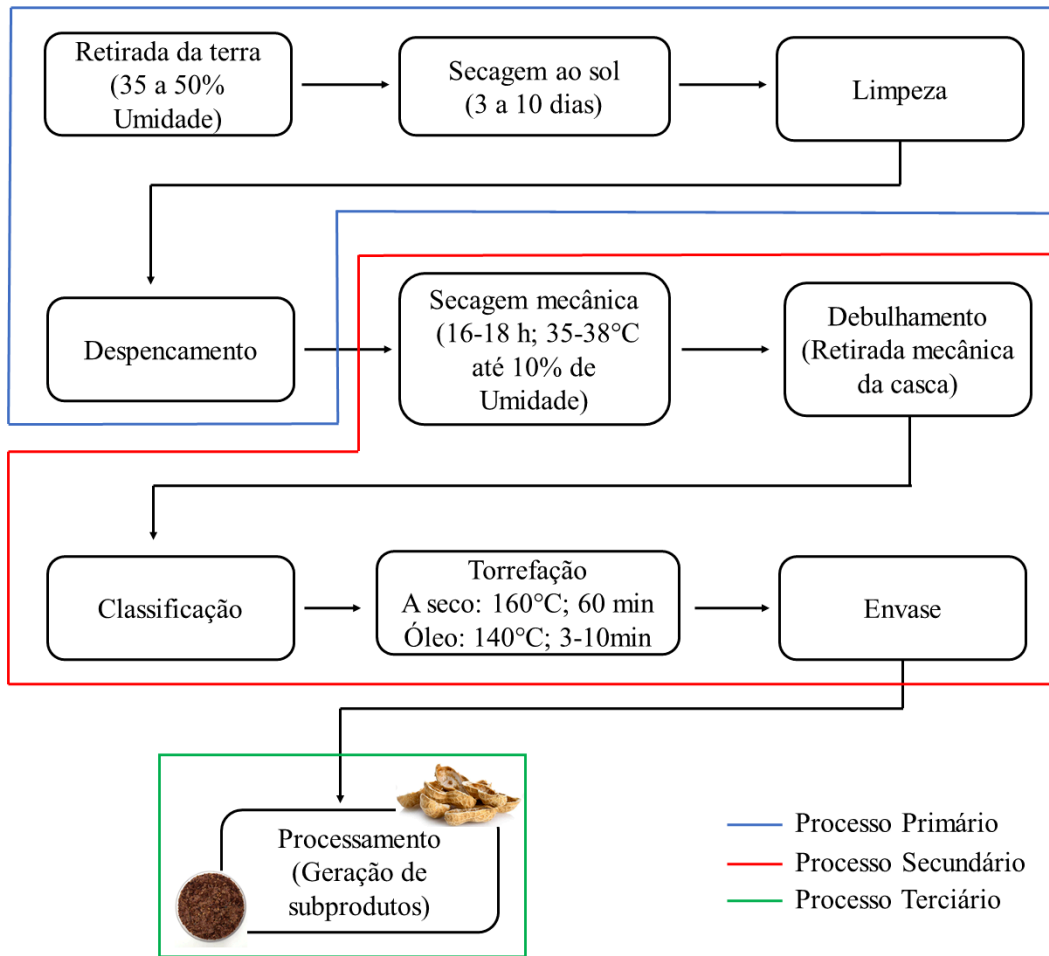 Retirada da terra
(35 a 50%
Umidade)
Secagem ao sol
(3 a 10 dias)
Limpeza
Despencamento
Secagem mecânica
(16-18 h; 35-38°C
até 10% de
Umidade)
Debulhamento
(Retirada mecânica
da casca)
Classificação
Torrefação
A seco: 160°C; 60 min
Óleo: 140°C; 3-10min
Envase
Processamento
(Geração de
subprodutos)
Processo Primário
Processo Secundário
Processo Terciário